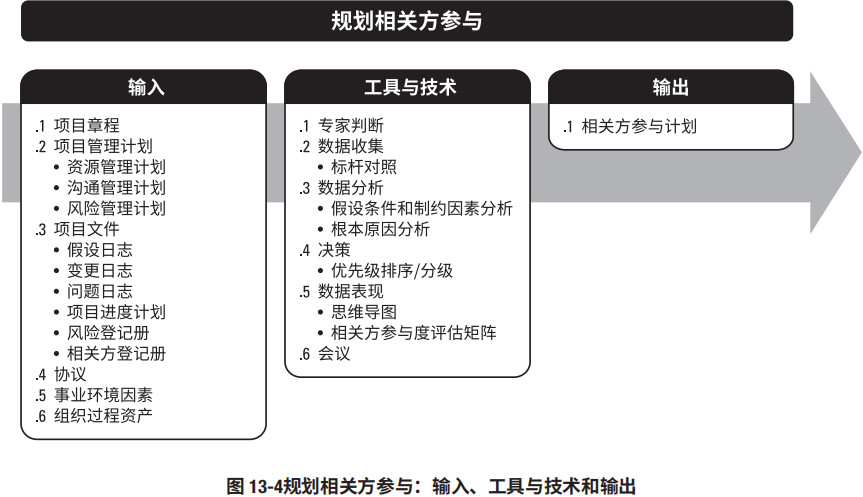 规划相关方参与
输入
.1 项目章程
.2 项目管理计划
• 资源管理计划
• 沟通管理计划
• 风险管理计划
.3 项目文件
• 假设日志
• 变更日志
• 问题日志
• 项目进度计划
• 风险登记册
• 相关方登记册
.4 协议
.5 事业环境因素
.6 组织过程资产
工具与技术
.1 专家判断
.2 数据收集
• 标杆对照
.3 数据分析
• 假设条件和制约因素分析
• 根本原因分析
.4 决策
• 优先级排序/分级
.5 数据表现
• 思维导图
• 相关方参与度评估矩阵
.6 会议
输出
.1 相关方参与计划
图 13-4规划相关方参与：输入、工具与技术和输出